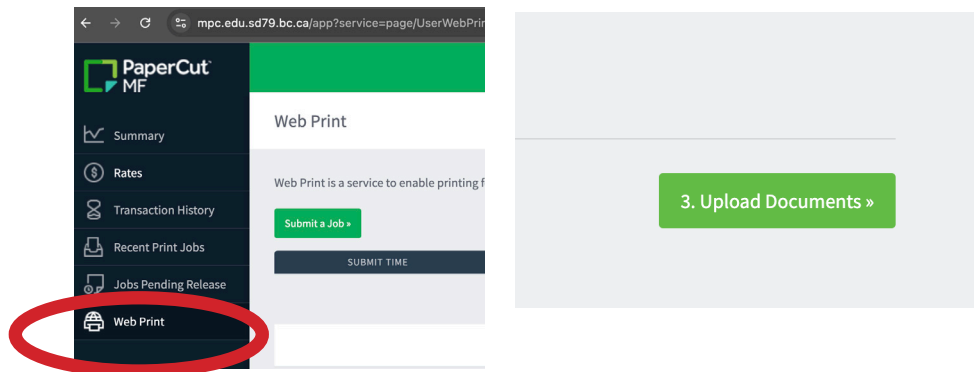 mpc.edu.sd79.bc.ca/app?service=page/UserWebPrin
PaperCut
MF
Summary
Rates
Transaction History
Recent Print Jobs
Jobs Pending Release
Web Print
Web Print
Web Print is a service to enable printing f
Submit a Job »
SUBMIT TIME
3. Upload Documents »